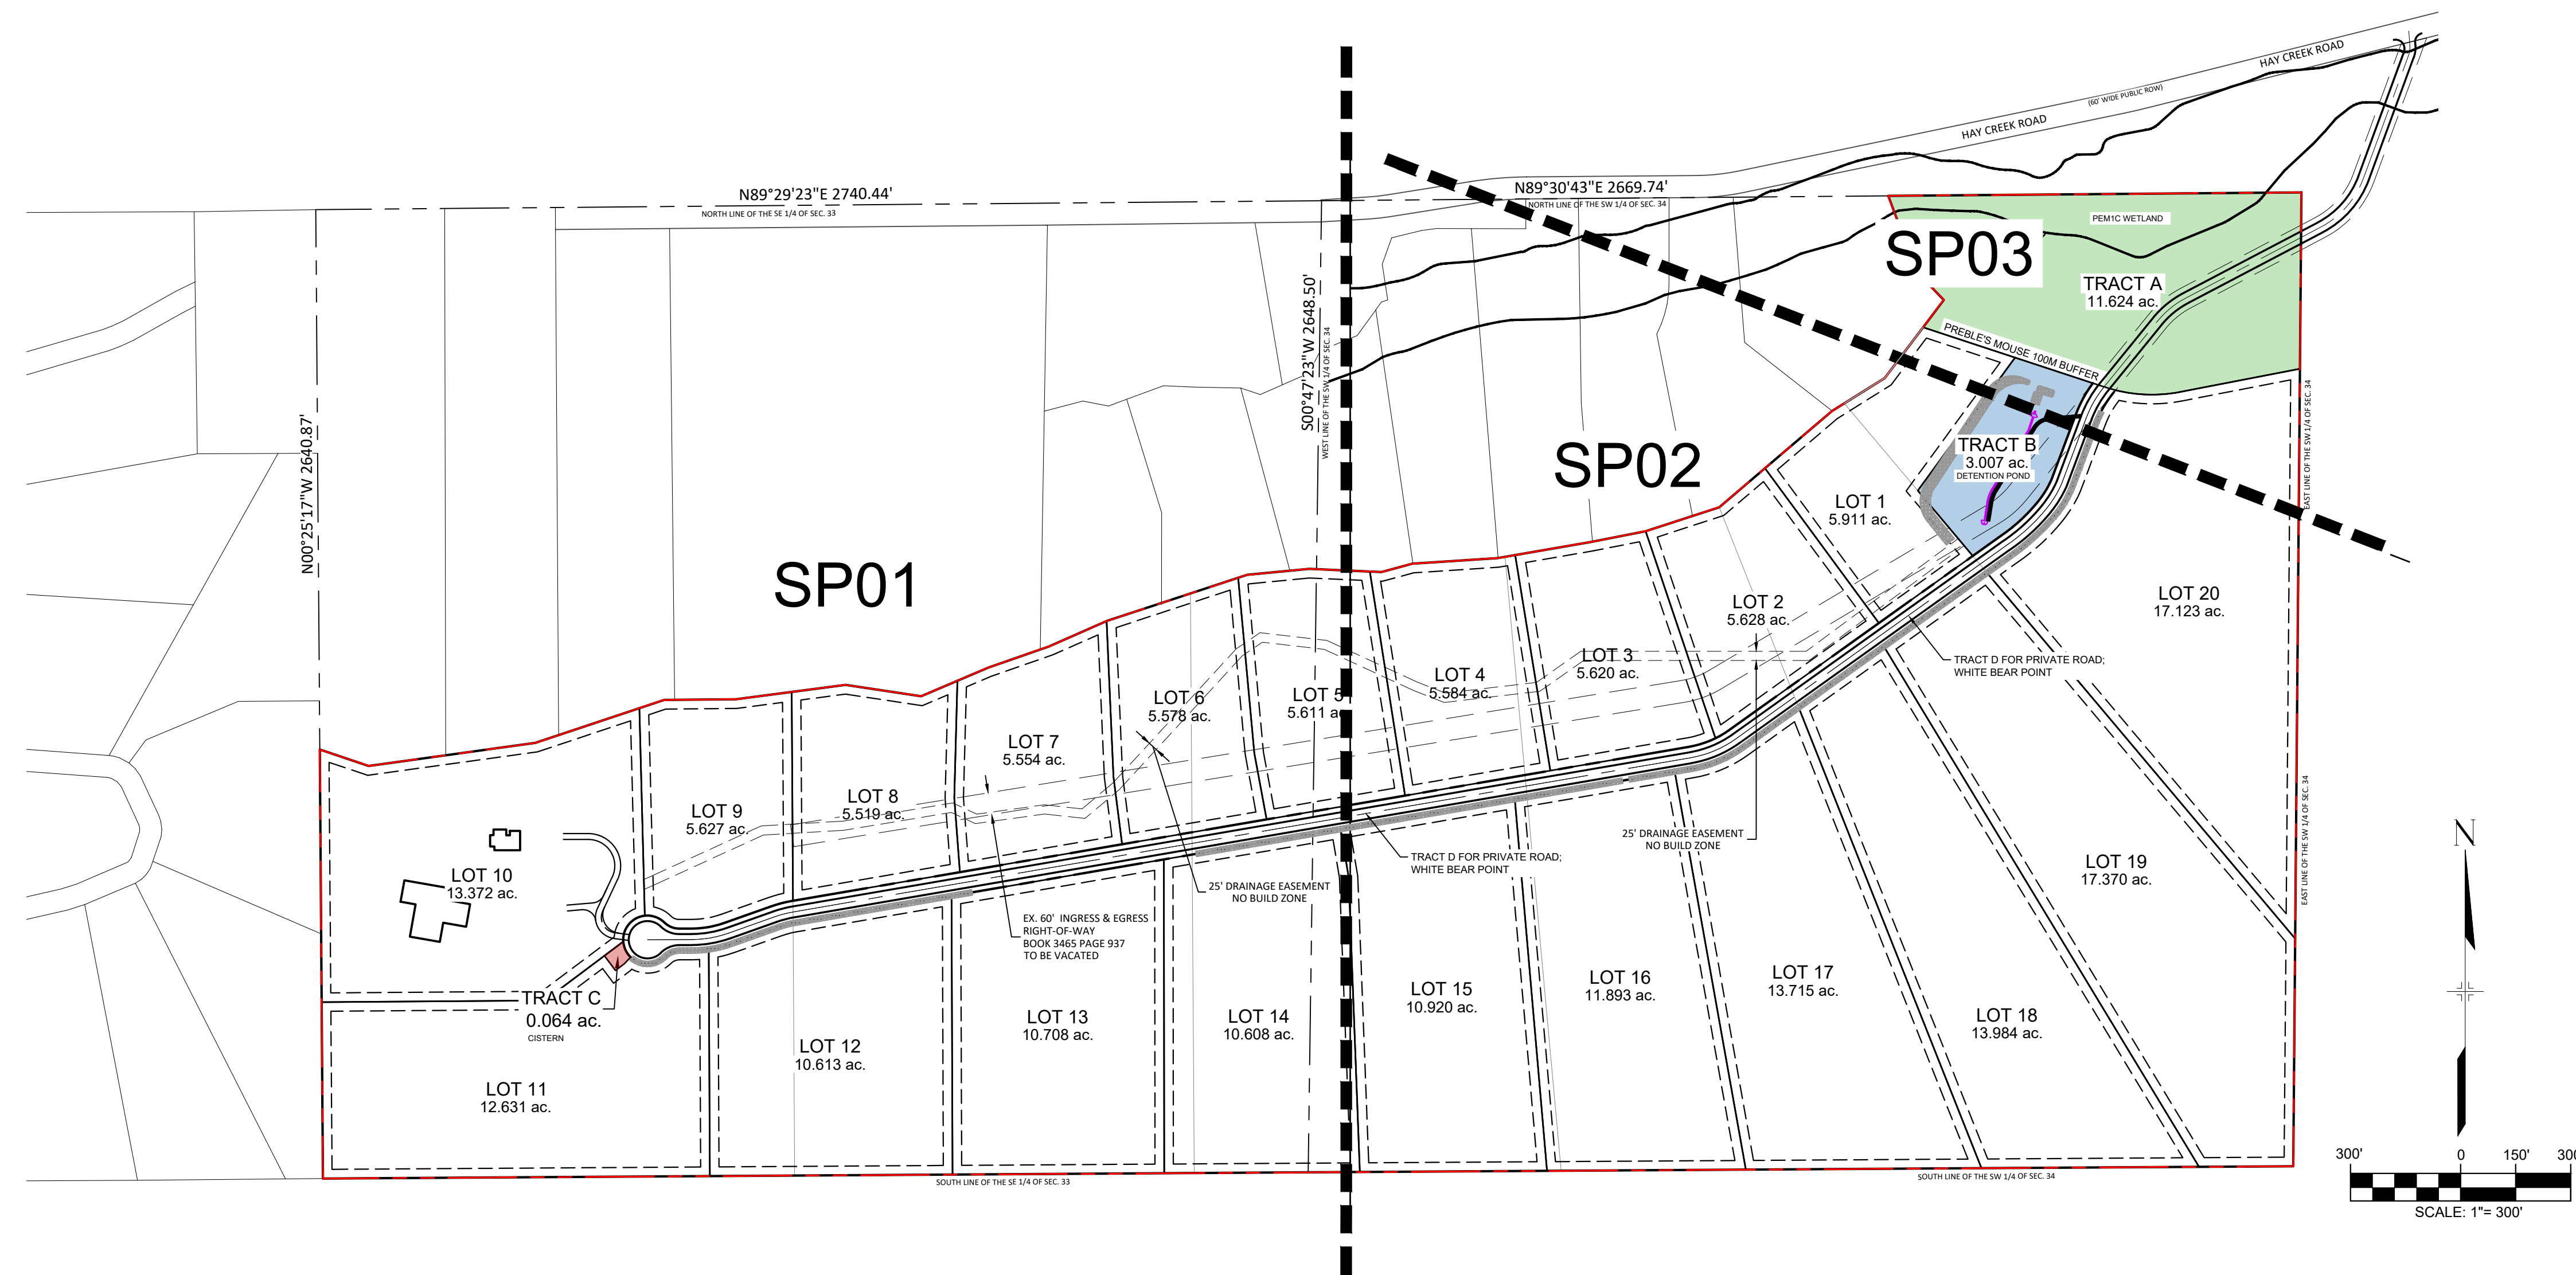 HAY CREEK ROAD
(60' WIDE PUBLIC ROW)
HAY CREEK ROAD
N89°29'23"E 2740.44'
NORTH LINE OF THE SE 1/4 OF SEC. 33
N89°30'43"E 2669.74'
NORTH LINE OF THE SW 1/4 OF SEC. 34
PEM1C WETLAND
SP03
TRACT A
11.624 ac.
PREBLE'S MOUSE 100M BUFFER
S00°47'23"W 2648.50'
WEST LINE OF THE SW 1/4 OF SEC. 34
N00°25'17"W 2640.87'
EAST LINE OF THE SW 1/4 OF SEC. 34
TRACT B
3.007 ac.
DETENTION POND
SP02
LOT 1
5.911 ac.
SP01
LOT 20
17.123 ac.
LOT 2
5.628 ac.
LOT 3
5.620 ac.
LOT 4
5.584 ac.
TRACT D FOR PRIVATE ROAD;
WHITE BEAR POINT
LOT 5
5.611 ac
LOT 6
5.578 ac.
LOT 7
5.554 ac.
LOT 8
5.519 ac.
LOT 9
5.627 ac.
EAST LINE OF THE SW 1/4 OF SEC. 34
N
25' DRAINAGE EASEMENT
NO BUILD ZONE
TRACT D FOR PRIVATE ROAD;
WHITE BEAR POINT
LOT 19
17.370 ac.
LOT 10
13.372 ac.
25' DRAINAGE EASEMENT
NO BUILD ZONE
EX. 60' INGRESS & EGRESS
RIGHT-OF-WAY
BOOK 3465 PAGE 937
TO BE VACATED
LOT 17
13.715 ac.
LOT 16
11.893 ac.
LOT 15
10.920 ac.
TRACT C
0.064 ac.
CISTERN
LOT 18
13.984 ac.
LOT 14
10.608 ac.
LOT 13
10.708 ac.
LOT 12
10.613 ac.
LOT 11
12.631 ac.
SOUTH LINE OF THE SE 1/4 OF SEC. 33
SOUTH LINE OF THE SW 1/4 OF SEC. 34
300' 0 150' 300
SCALE: 1"= 300'